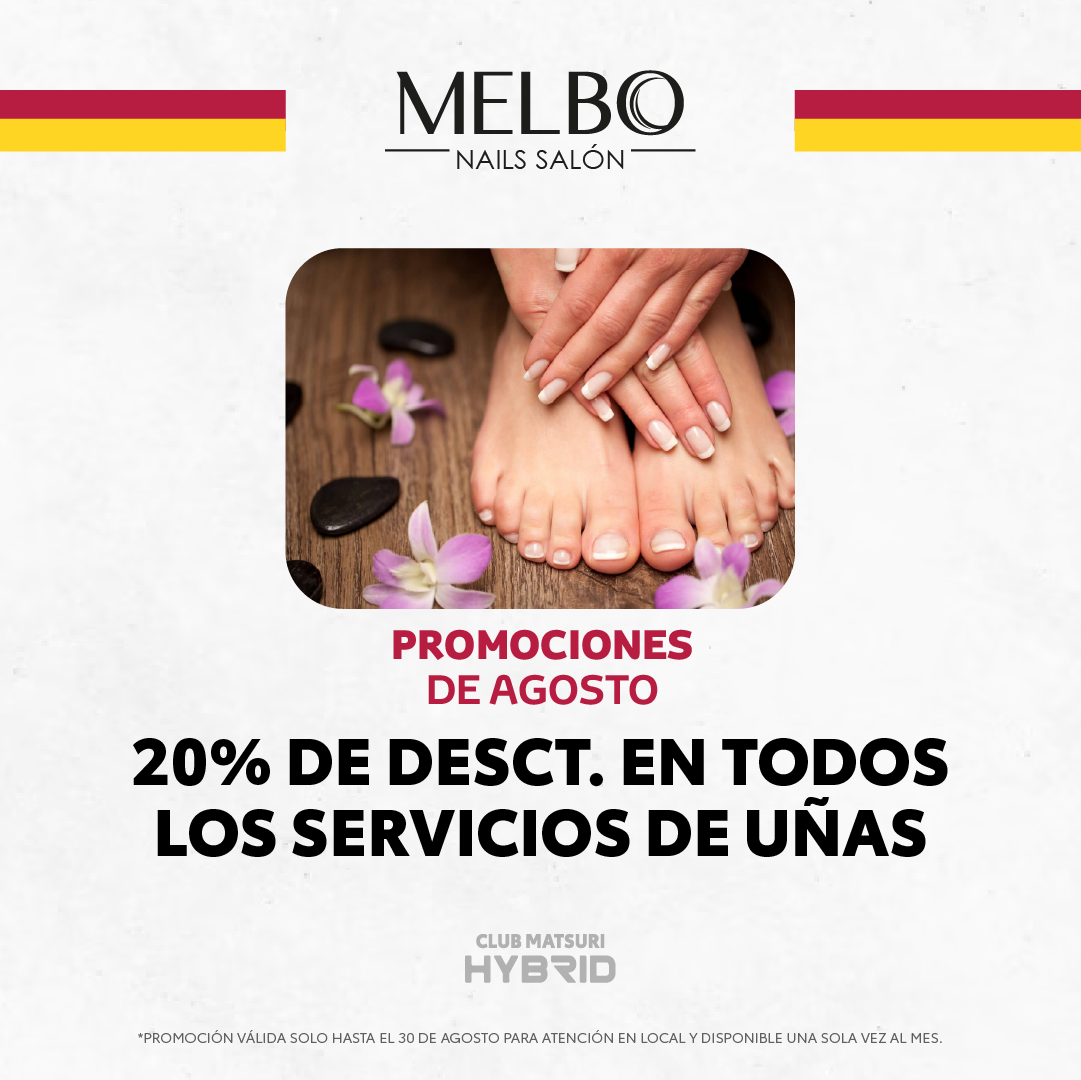 MELBO
NAILS SALÓN
PROMOCIONES
DE AGOSTO
20% DE DESCT. EN TODOS
LOS SERVICIOS DE UÑAS
CLUB MATSURI
HYBRID
*PROMOCIÓN VÁLIDA SOLO HASTA EL 30 DE AGOSTO PARA ATENCIÓN EN LOCAL Y DISPONIBLE UNA SOLA VEZ AL MES.